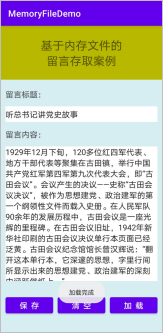 MemoryFileDemo
基于内存文件的
留言存取案例
留言标题：
听总书记讲党史故事
留言内容：
1929年12月下旬，120多位红四军代表、
地方干部代表等聚集在古田镇，举行中国
共产党红军第四军第九次代表大会，即“古
田会议”。会议产生的决议——史称“古田会
议决议”，被作为思想建党、政治建军的第
一个纲领性文件而载入史册。在人民军队
90余年的发展历程中，古田会议是一座光
辉的里程碑。在古田会议旧址，1942年新
华社印刷的古田会议决议单行本页面已经
泛黄。古田会议纪念馆馆长曾汉辉说：“翻
开这本单行本，它深邃的思想、字里行间
所显示出来的思想建党、政治建军的深刻
加载完成
保 存
清 空
加 载